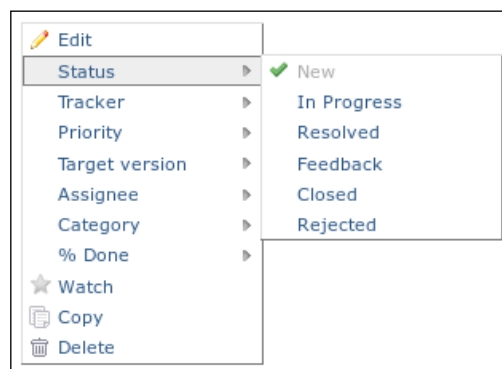 Edit
Status
Tracker
Priority
Target version
Assignee
Category
% Done
Watch
Copy
Delete
New
In Progress
Resolved
Feedback
Closed
Rejected